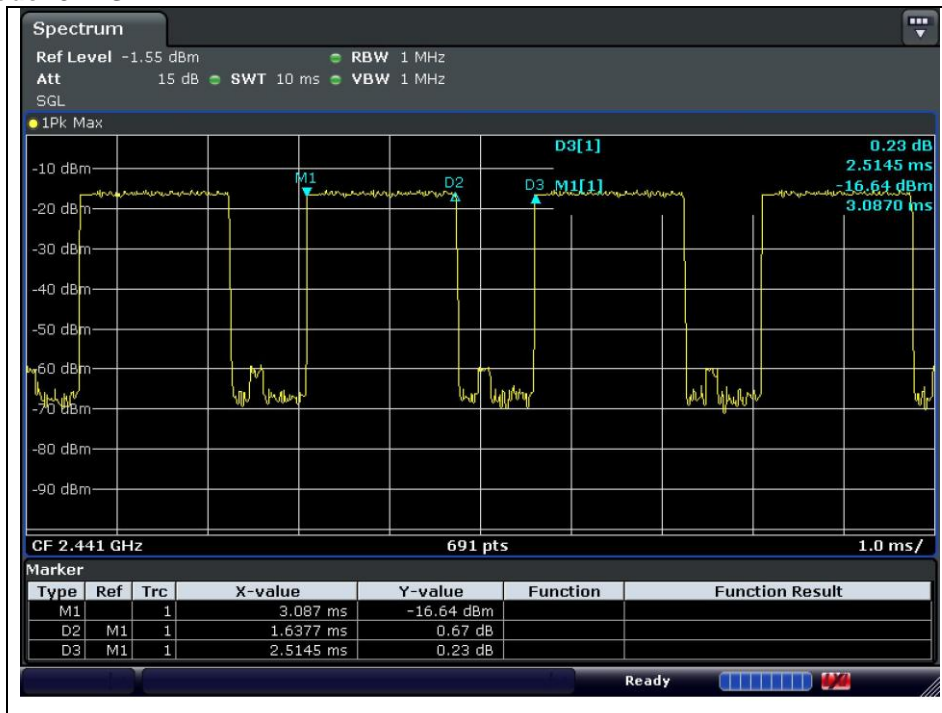 Spectrum
Ref Level -1.55 dBm RBW 1 MHz
Att 15 dB SWT 10 ms VBW 1 MHz
SGL
1Pk Max
D3[1] 0.23 dB
2.5145 ms
M1[1] -16.64 dBm
3.0870 ms
M1
D2
D3
-10 dBm
-20 dBm
-30 dBm
-40 dBm
-50 dBm
-60 dBm
-70 dBm
-80 dBm
-90 dBm
CF 2.441 GHz 691 pts 1.0 ms/
Marker
Type Ref Trc X-value Y-value Function Function Result
M1 1 3.087 ms -16.64 dBm
D2 M1 1 1.6377 ms 0.67 dB
D3 M1 1 2.5145 ms 0.23 dB
Ready